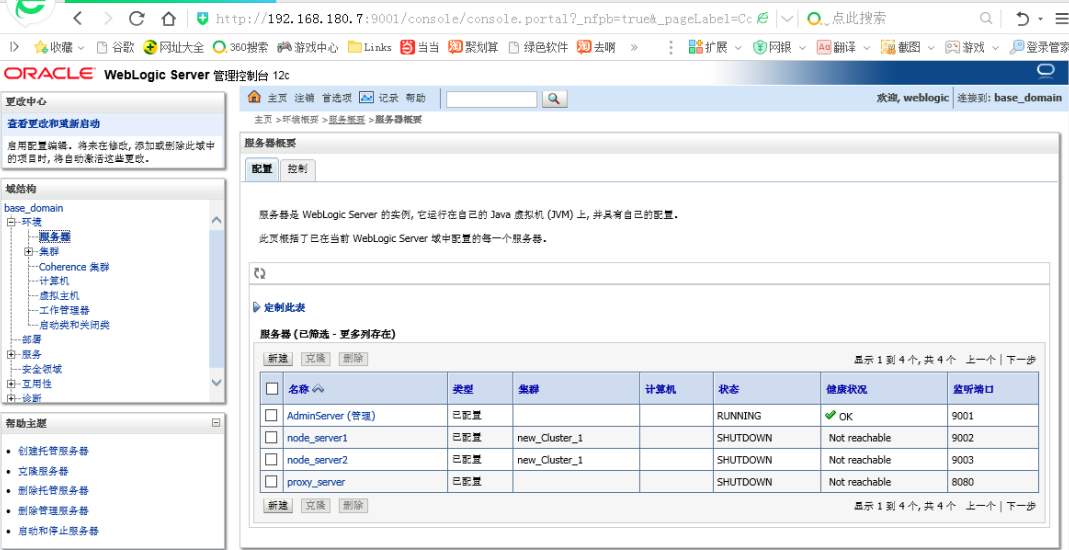 http://192.168.180.7:9001/console/console.portal?_nfpb=true&_pageLabel=Cc
点此搜索
收藏 谷歌 网址大全 360搜索 游戏中心 Links 当当 聚划算 绿色软件 去啊 » 扩展 网银 翻译 截图 游戏 登录管家
ORACLE WebLogic Server 管理控制台 12c
更改中心
查看更改和重新启动
启用配置编辑。将来在修改, 添加或删除此域中
的项目时, 将自动激活这些更改。
域结构
base_domain
环境
服务器
集群
Coherence 集群
计算机
虚拟主机
工作管理器
启动类和关闭类
部署
服务
安全领域
互用性
诊断
帮助主题
创建托管服务器
克隆服务器
删除托管服务器
删除管理服务器
启动和停止服务器
主页 注销 首选项 记录 帮助
欢迎, weblogic 连接到: base_domain
主页 >环境概要 >服务器概要 >服务器概要
服务器概要
配置 控制
服务器是 WebLogic Server 的实例, 它运行在自己的 Java 虚拟机 (JVM) 上, 并具有自己的配置。
此页概括了已在当前 WebLogic Server 域中配置的每一个服务器。
定制此表
服务器 (已筛选 - 更多列存在)
新建 克隆 删除 显示 1 到 4 个, 共 4 个 上一个 | 下一步
名称 类型 集群 计算机 状态 健康状况 监听端口
AdminServer (管理) 已配置 RUNNING OK 9001
node_server1 已配置 new_Cluster_1 SHUTDOWN Not reachable 9002
node_server2 已配置 new_Cluster_1 SHUTDOWN Not reachable 9003
proxy_server 已配置 SHUTDOWN Not reachable 8080
新建 克隆 删除 显示 1 到 4 个, 共 4 个 上一个 | 下一步